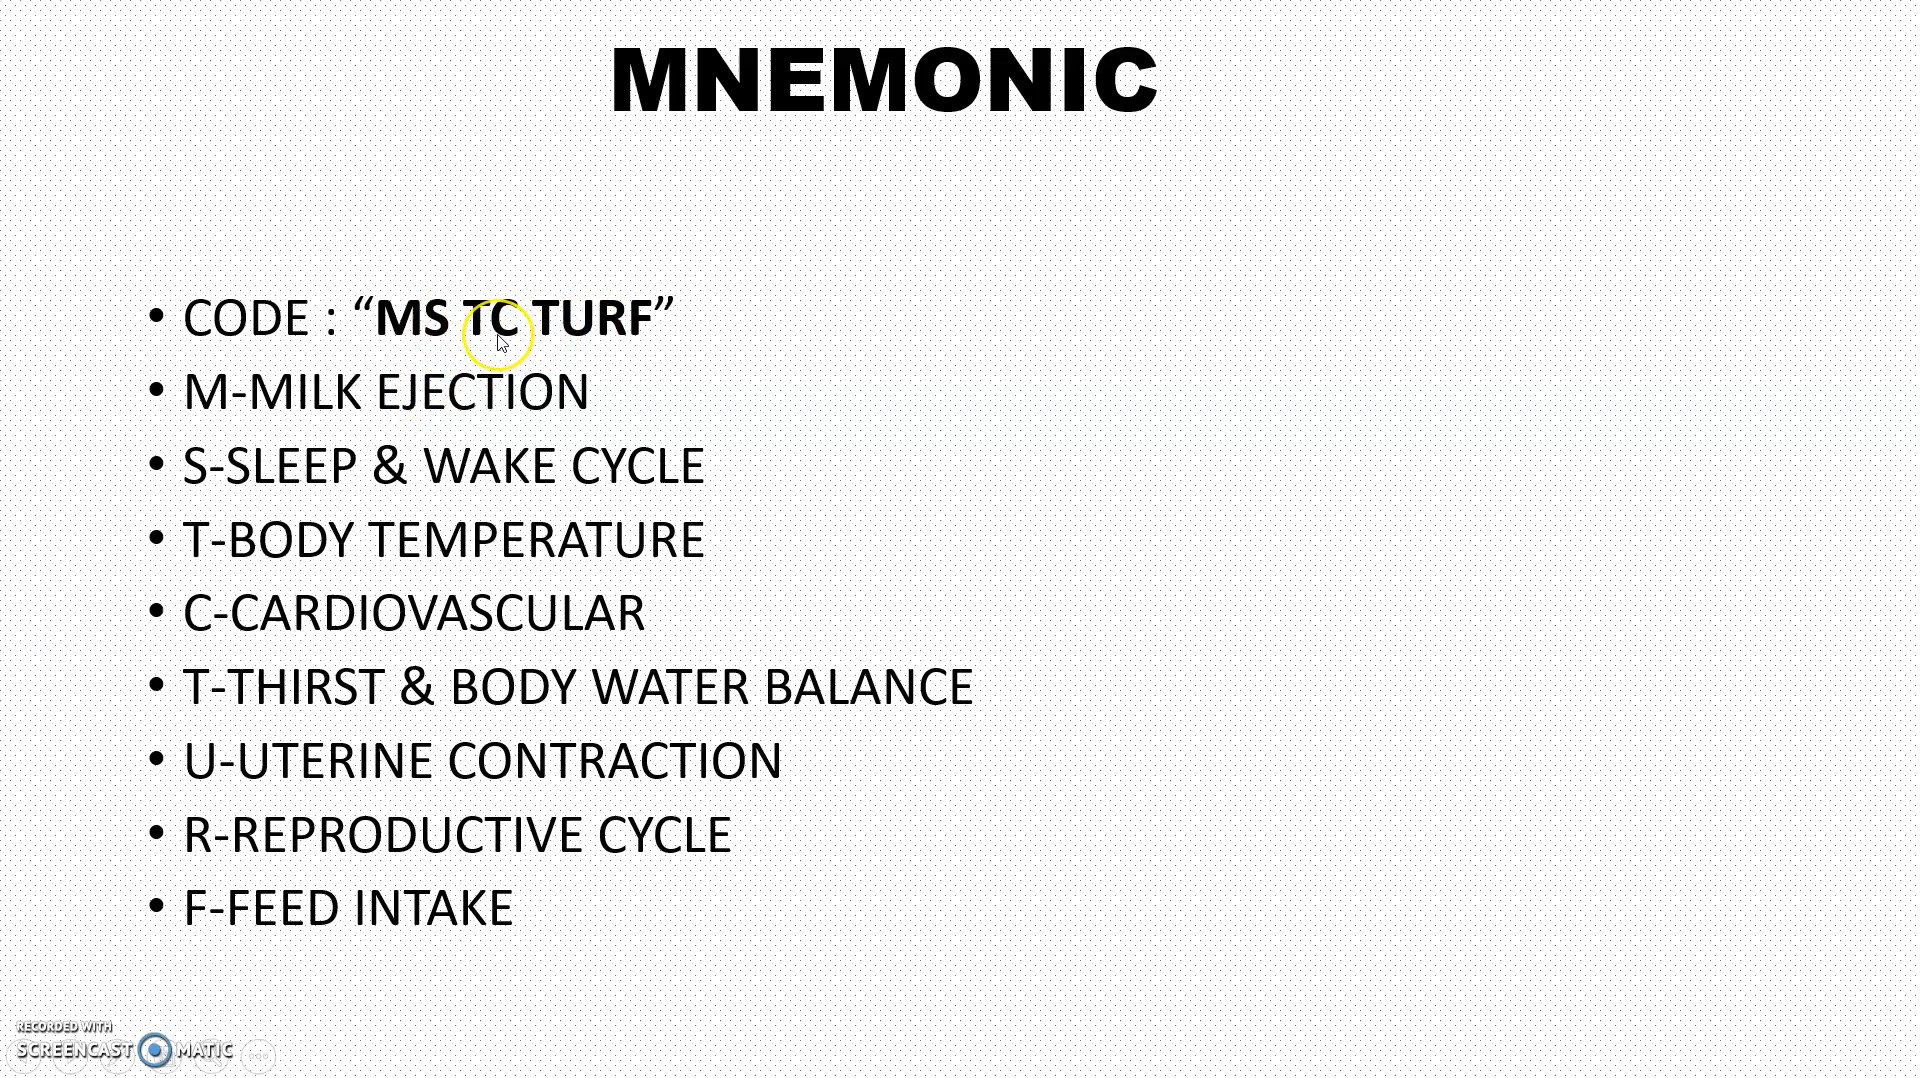 MNEMONIC
• CODE : “MS TC TURF”
• M-MILK EJECTION
• S-SLEEP & WAKE CYCLE
• T-BODY TEMPERATURE
• C-CARDIOVASCULAR
• T-THIRST & BODY WATER BALANCE
• U-UTERINE CONTRACTION
• R-REPRODUCTIVE CYCLE
• F-FEED INTAKE
RECORDED WITH
SCREENCAST MATIC